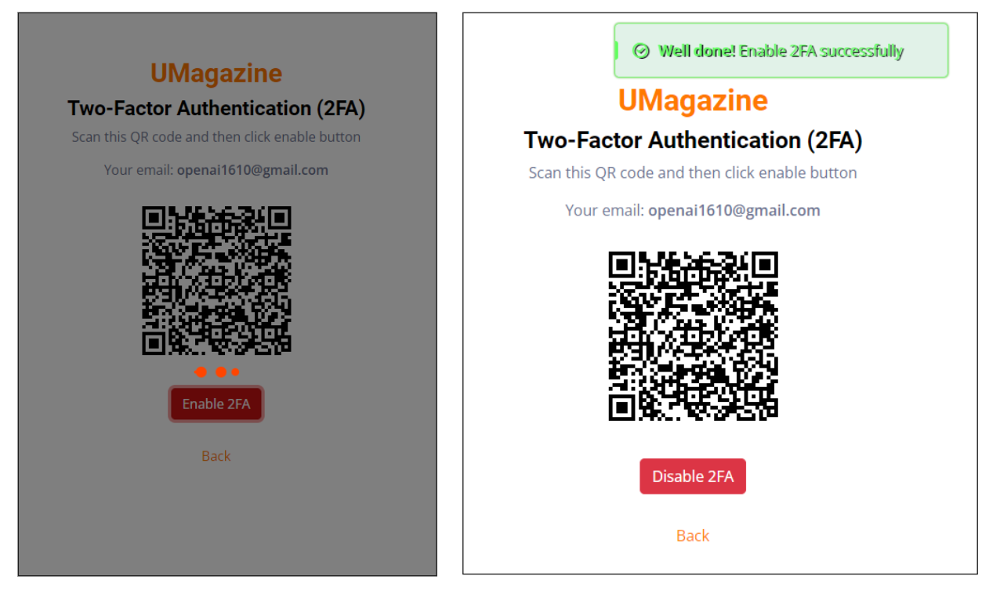 UMagazine
Two-Factor Authentication (2FA)
Scan this QR code and then click enable button
Your email: openai1610@gmail.com
Enable 2FA
Back
Well done! Enable 2FA successfully
UMagazine
Two-Factor Authentication (2FA)
Scan this QR code and then click enable button
Your email: openai1610@gmail.com
Disable 2FA
Back